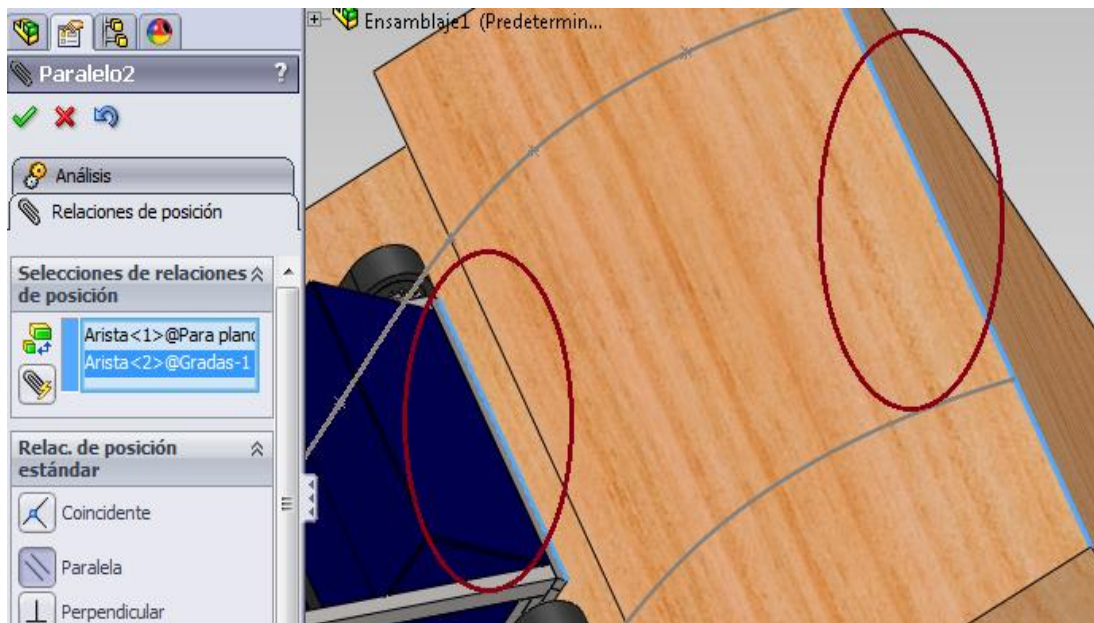 Ensamblaje1 (Predetermin...
Paralelo2 ?
Análisis
Relaciones de posición
Selecciones de relaciones
de posición
Arista<1>@Para plano
Arista<2>@Gradas-1
Relac. de posición
estándar
Coincidente
Paralela
Perpendicular